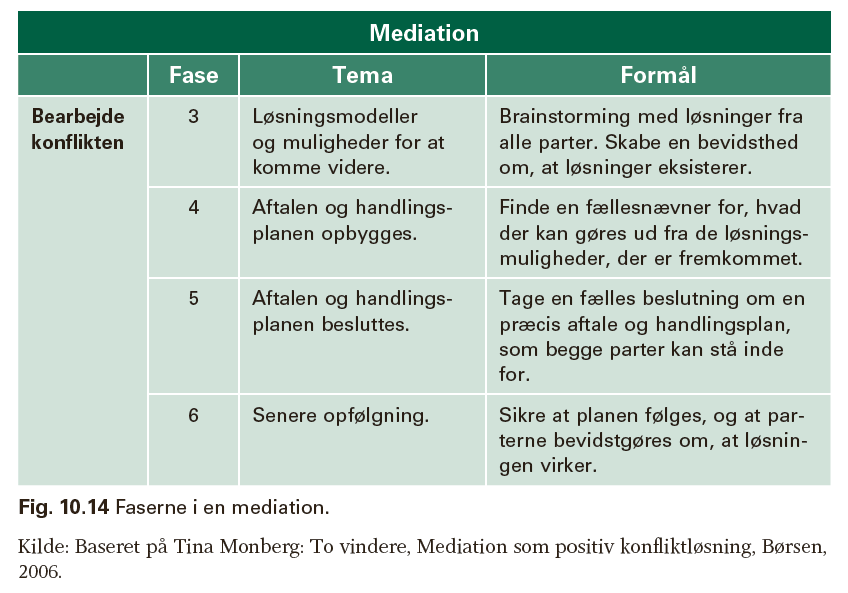 Mediation
Fase
Tema
Formål
Bearbejde
konflikten
3
Løsningsmodeller
og muligheder for at
komme videre.
Brainstorming med løsninger fra
alle parter. Skabe en bevidsthed
om, at løsninger eksisterer.
4
Aftalen og handlings-
planen opbygges.
Finde en fællesnævner for, hvad
der kan gøres ud fra de løsnings-
muligheder, der er fremkommet.
5
Aftalen og handlings-
planen besluttes.
Tage en fælles beslutning om en
præcis aftale og handlingsplan,
som begge parter kan stå inde
for.
6
Senere opfølgning.
Sikre at planen følges, og at par-
terne bevidstgøres om, at løsnin-
gen virker.
Fig. 10.14 Faserne i en mediation.
Kilde: Baseret på Tina Monberg: To vindere, Mediation som positiv konfliktløsning, Børsen,
2006.